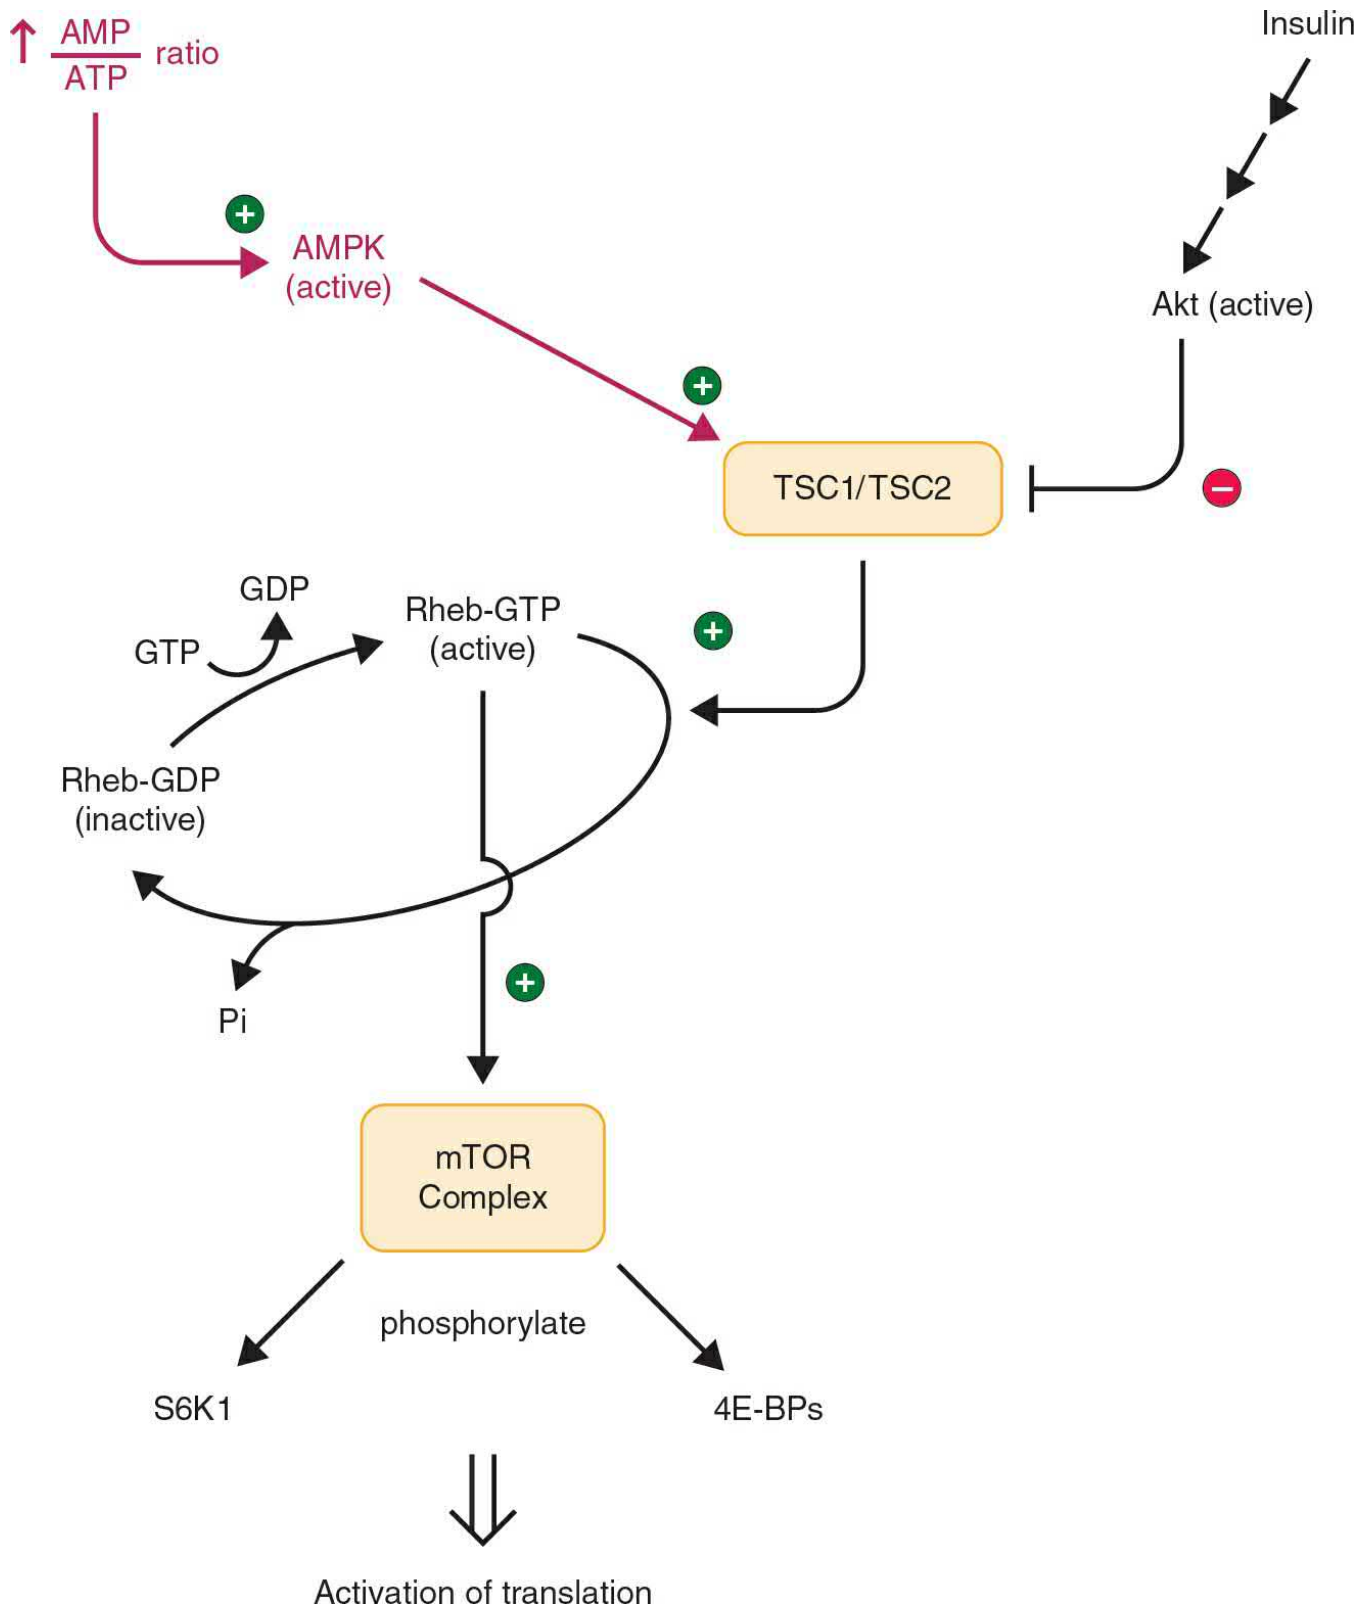 ↑ AMP
ratio
ATP
Insulin
+
AMPK
(active)
Akt (active)
+
TSC1/TSC2
−
GDP
GTP
Rheb-GTP
(active)
+
Rheb-GDP
(inactive)
+
Pi
mTOR
Complex
phosphorylate
S6K1
4E-BPs
Activation of translation